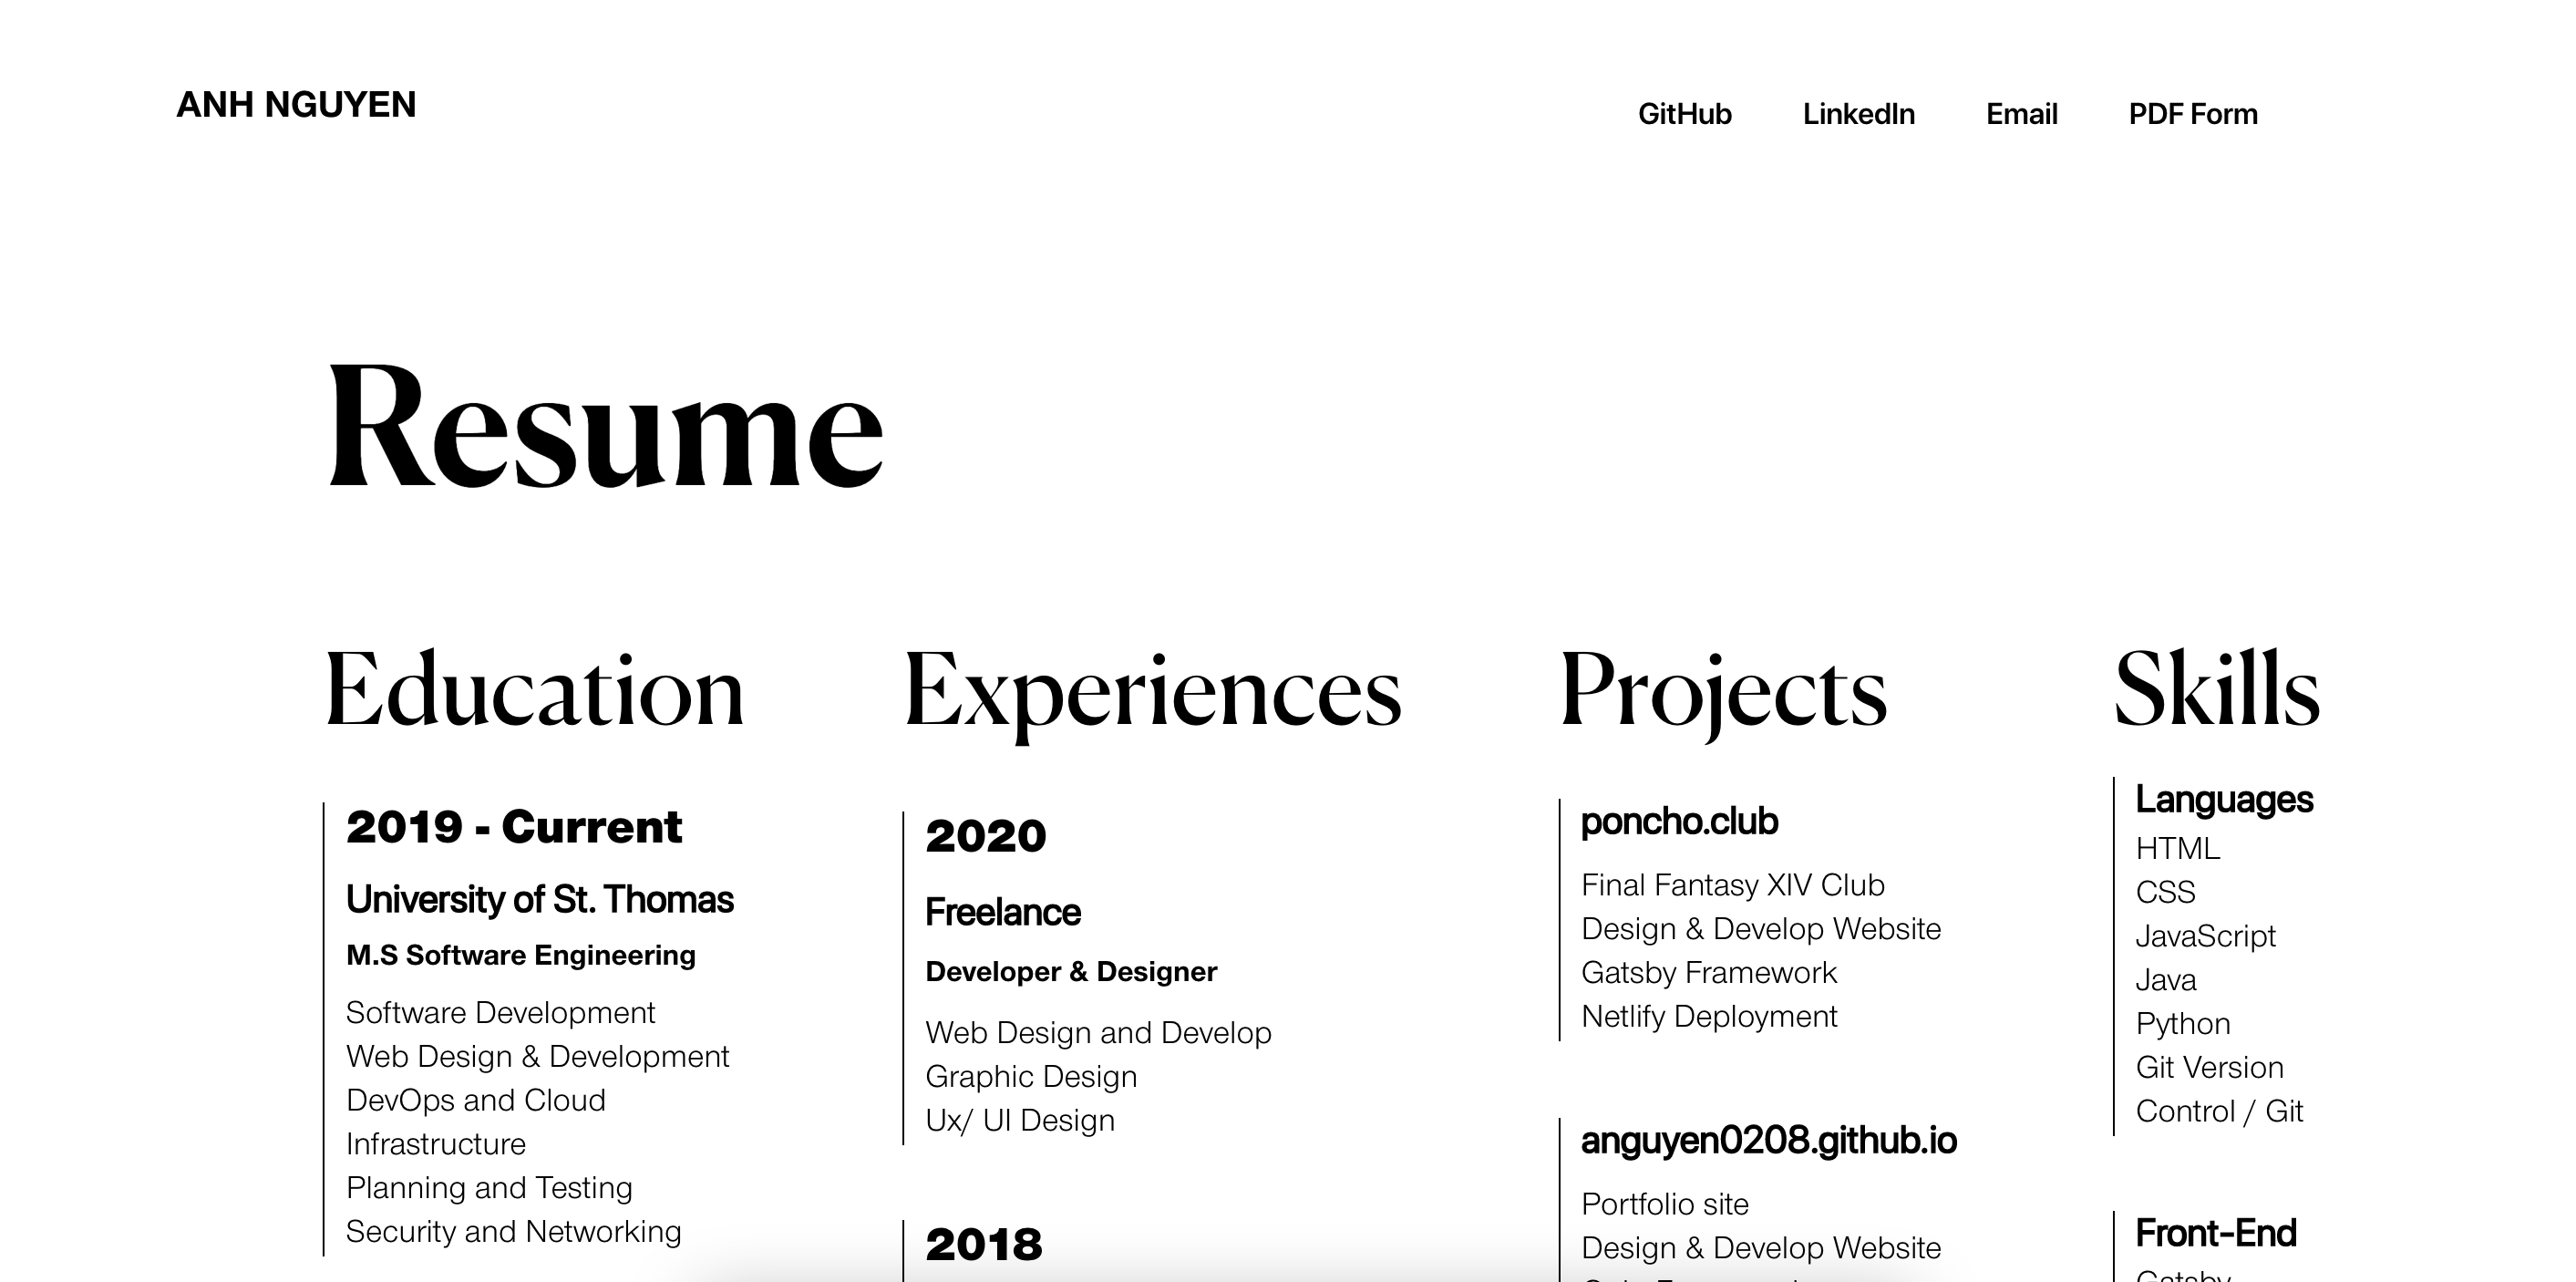 ANH NGUYEN
GitHub LinkedIn Email PDF Form
Resume
Education
2019 - Current
University of St. Thomas
M.S Software Engineering
Software Development
Web Design & Development
DevOps and Cloud
Infrastructure
Planning and Testing
Security and Networking
Experiences
2020
Freelance
Developer & Designer
Web Design and Develop
Graphic Design
Ux/ UI Design
2018
Projects
poncho.club
Final Fantasy XIV Club
Design & Develop Website
Gatsby Framework
Netlify Deployment
anguyen0208.github.io
Portfolio site
Design & Develop Website
Skills
Languages
HTML
CSS
JavaScript
Java
Python
Git Version
Control / Git
Front-End
Gatsby